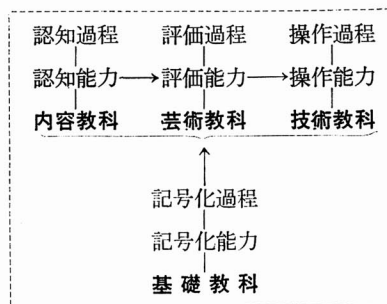 認知過程 評価過程 操作過程
認知能力 評価能力 操作能力
内容教科 芸術教科 技術教科
記号化過程
記号化能力
基礎教科